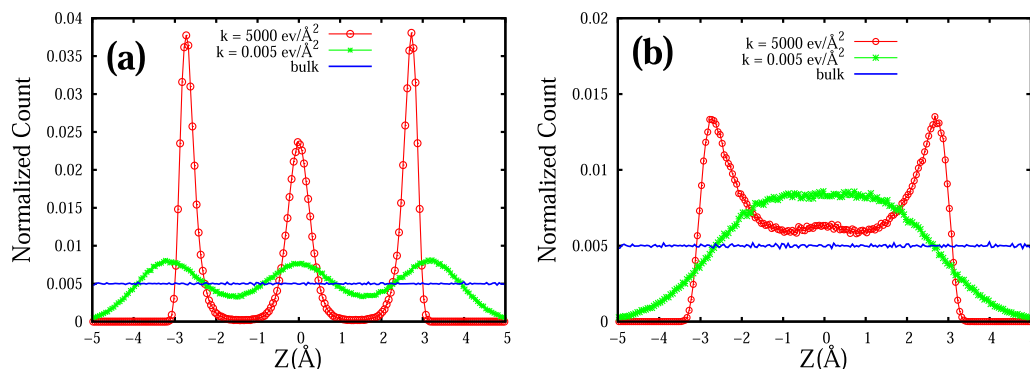 (a)
k = 5000 ev/Å²
k = 0.005 ev/Å²
bulk
Normalized Count
0.04
0.035
0.03
0.025
0.02
0.015
0.01
0.005
0
−5 −4 −3 −2 −1 0 1 2 3 4 5
Z(Å)
(b)
k = 5000 ev/Å²
k = 0.005 ev/Å²
bulk
Normalized Count
0.02
0.015
0.01
0.005
0
−5 −4 −3 −2 −1 0 1 2 3 4 5
Z(Å)